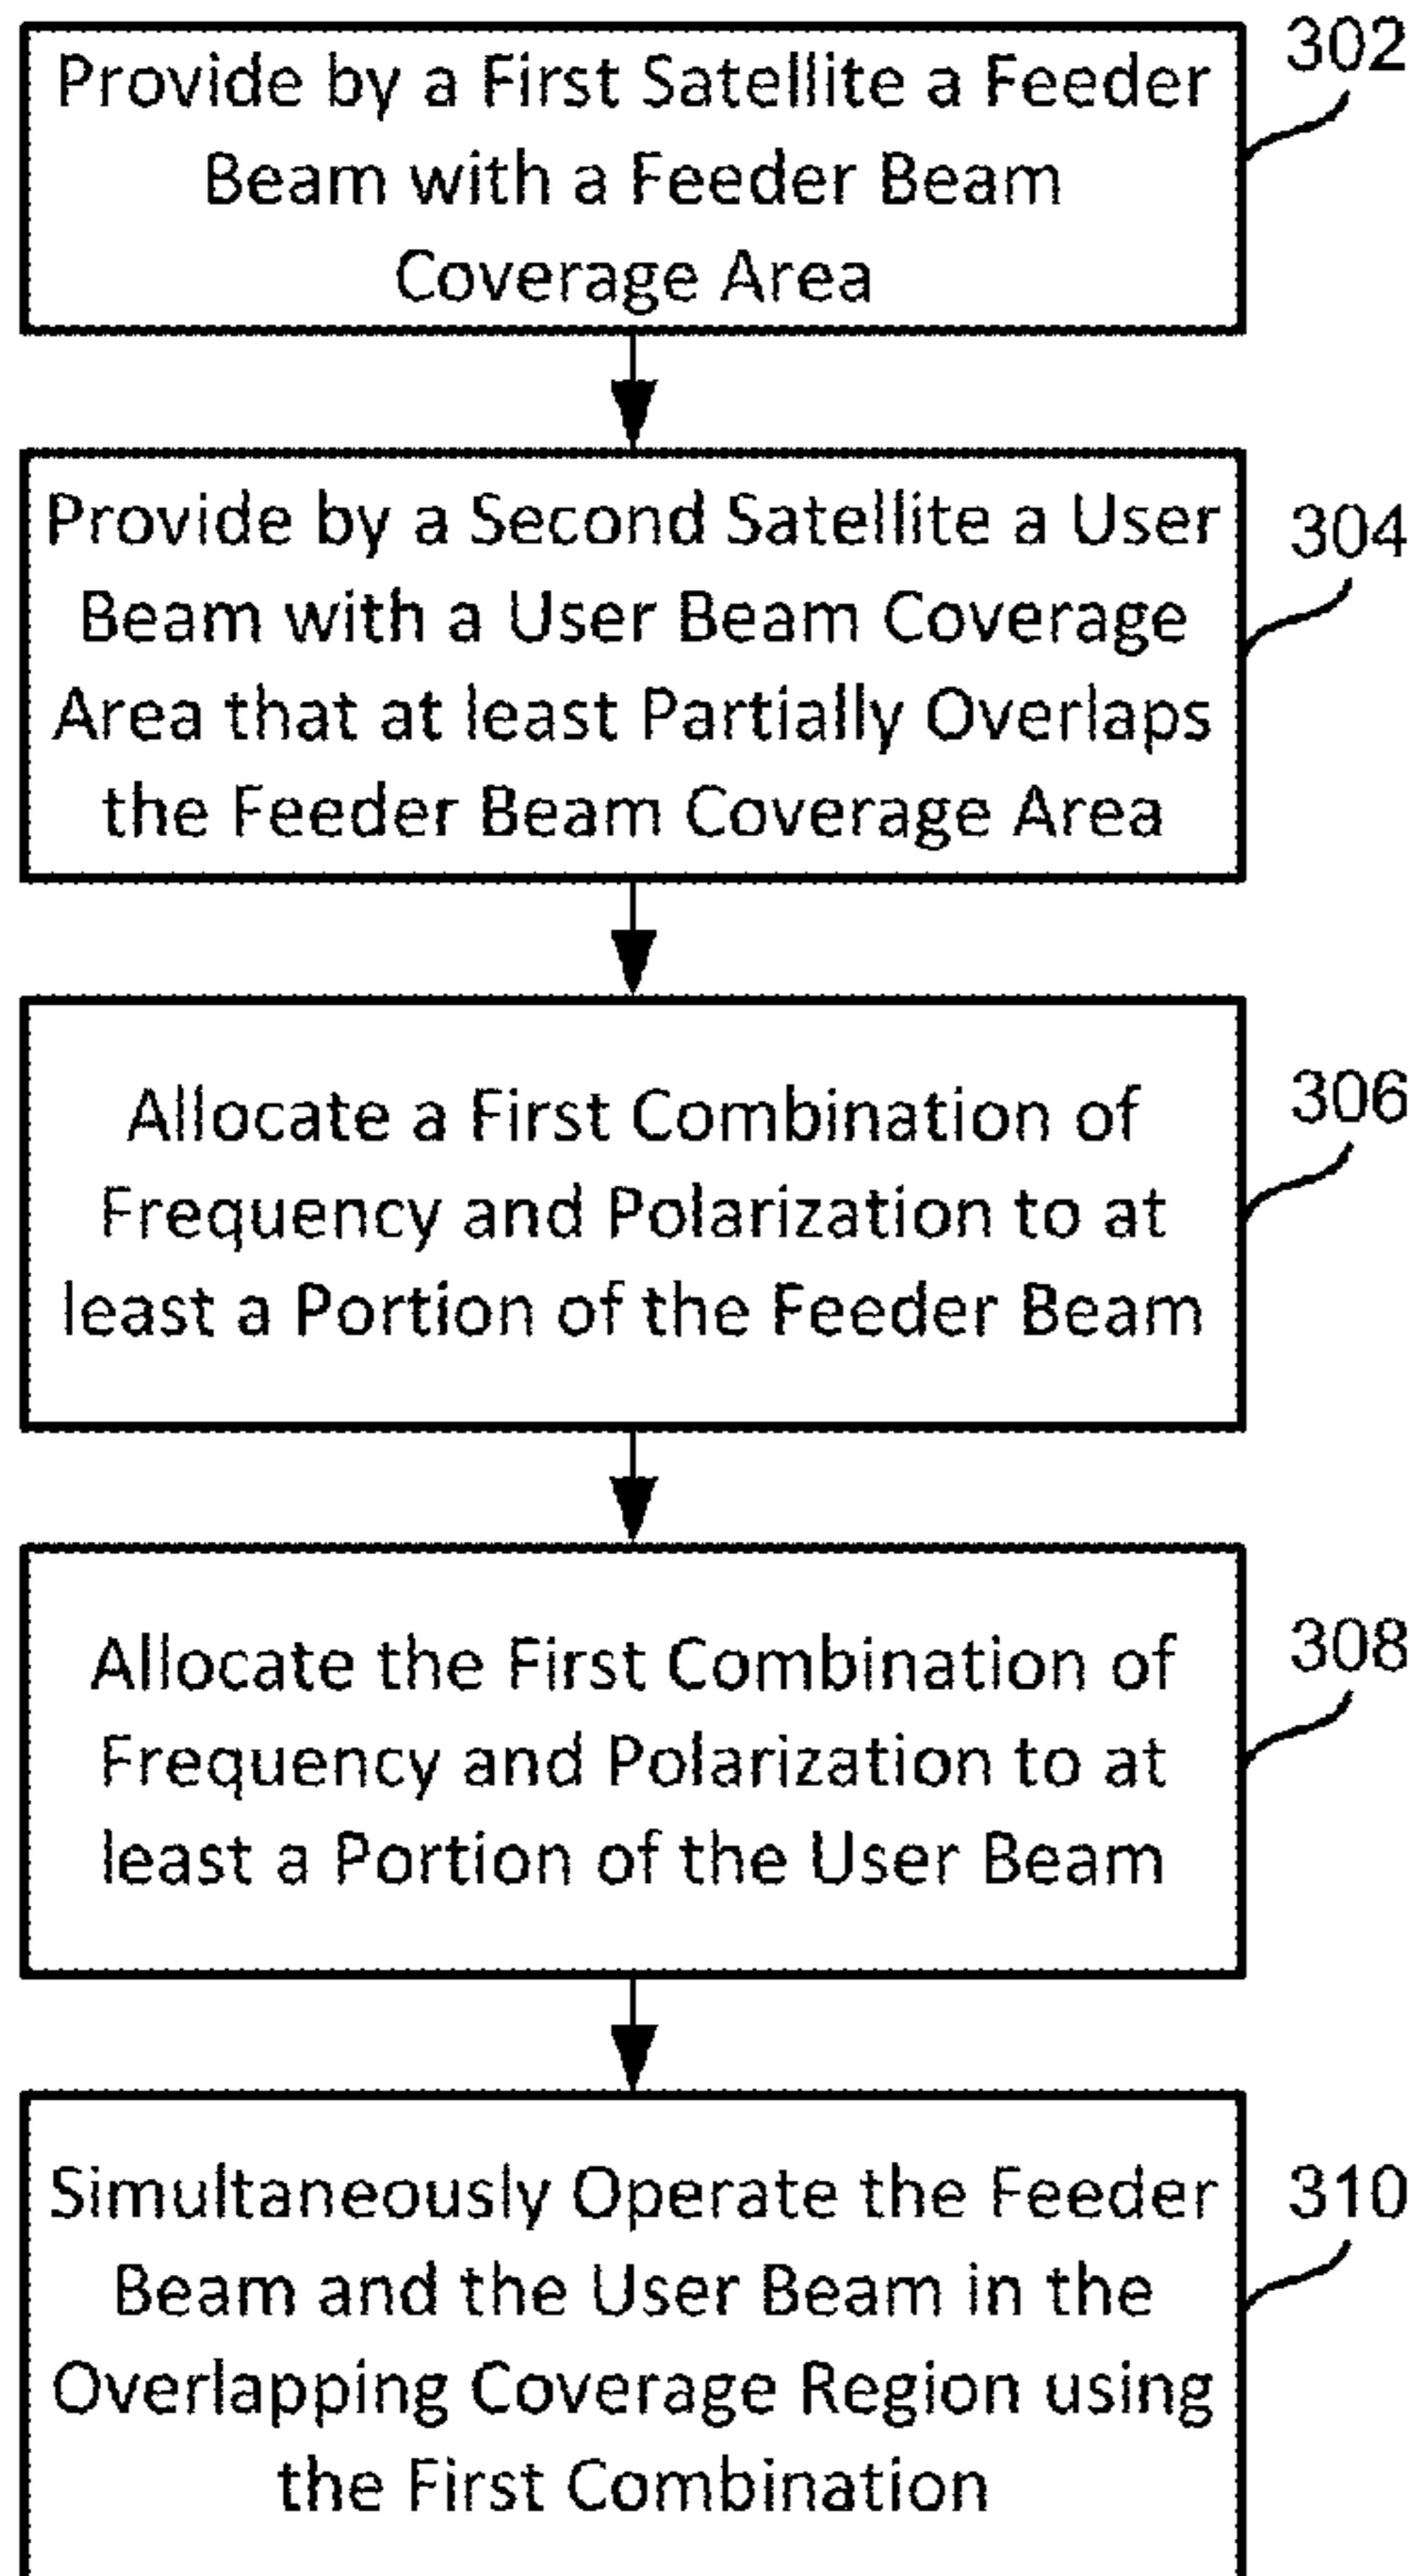 Provide by a First Satellite a Feeder
Beam with a Feeder Beam
Coverage Area
302
Provide by a Second Satellite a User
Beam with a User Beam Coverage
Area that at least Partially Overlaps
the Feeder Beam Coverage Area
304
Allocate a First Combination of
Frequency and Polarization to at
least a Portion of the Feeder Beam
306
Allocate the First Combination of
Frequency and Polarization to at
least a Portion of the User Beam
308
Simultaneously Operate the Feeder
Beam and the User Beam in the
Overlapping Coverage Region using
the First Combination
310